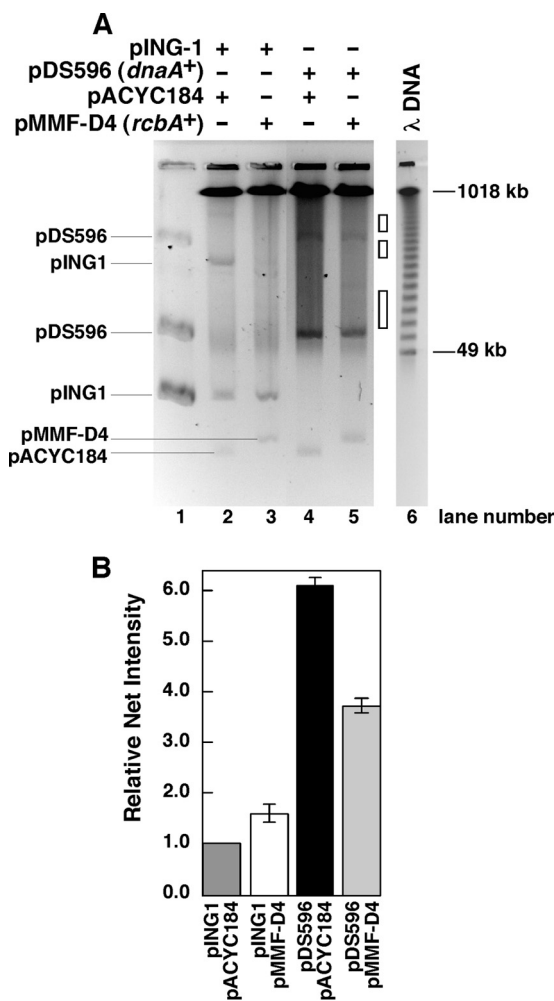 A
pING-1 + + – –
pDS596 (dnaA+) – – + +
pACYC184 + – + –
pMMF-D4 (rcbA+) – + – +
λ DNA
1018 kb
pDS596
pING1
pDS596
49 kb
pING1
pMMF-D4
pACYC184
1 2 3 4 5 6 lane number
B
Relative Net Intensity
6.0
5.0
4.0
3.0
2.0
1.0
0.0
pING1
pACYC184
pING1
pMMF-D4
pDS596
pACYC184
pDS596
pMMF-D4